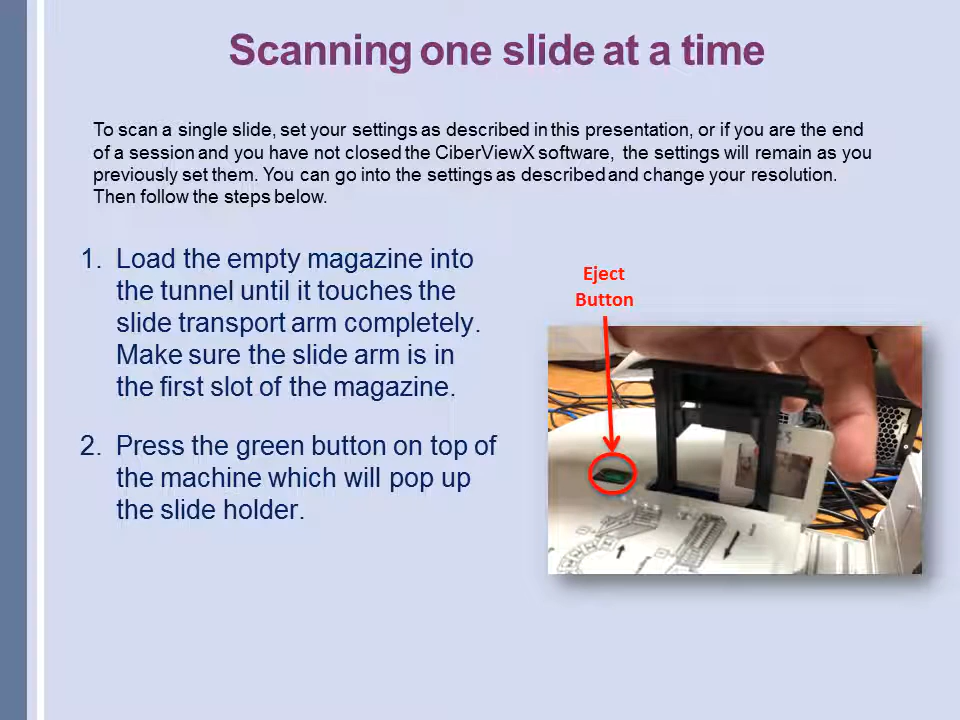 Scanning one slide at a time
To scan a single slide, set your settings as described in this presentation, or if you are the end
of a session and you have not closed the CiberViewX software, the settings will remain as you
previously set them. You can go into the settings as described and change your resolution.
Then follow the steps below.
1. Load the empty magazine into
the tunnel until it touches the
slide transport arm completely.
Make sure the slide arm is in
the first slot of the magazine.
2. Press the green button on top of
the machine which will pop up
the slide holder.
Eject
Button